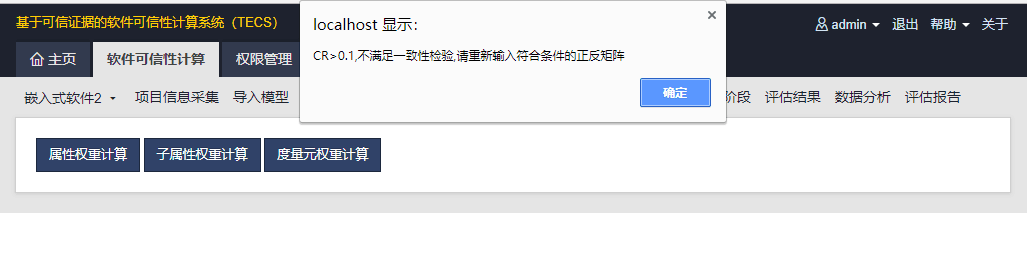 基于可信证据的软件可信性计算系统（TECS）
localhost 显示：
admin 退出 帮助 关于
主页 软件可信性计算 权限管理
CR>0.1,不满足一致性检验,请重新输入符合条件的正反矩阵
确定
嵌入式软件2 项目信息采集 导入模型 阶段 评估结果 数据分析 评估报告
属性权重计算 子属性权重计算 度量元权重计算